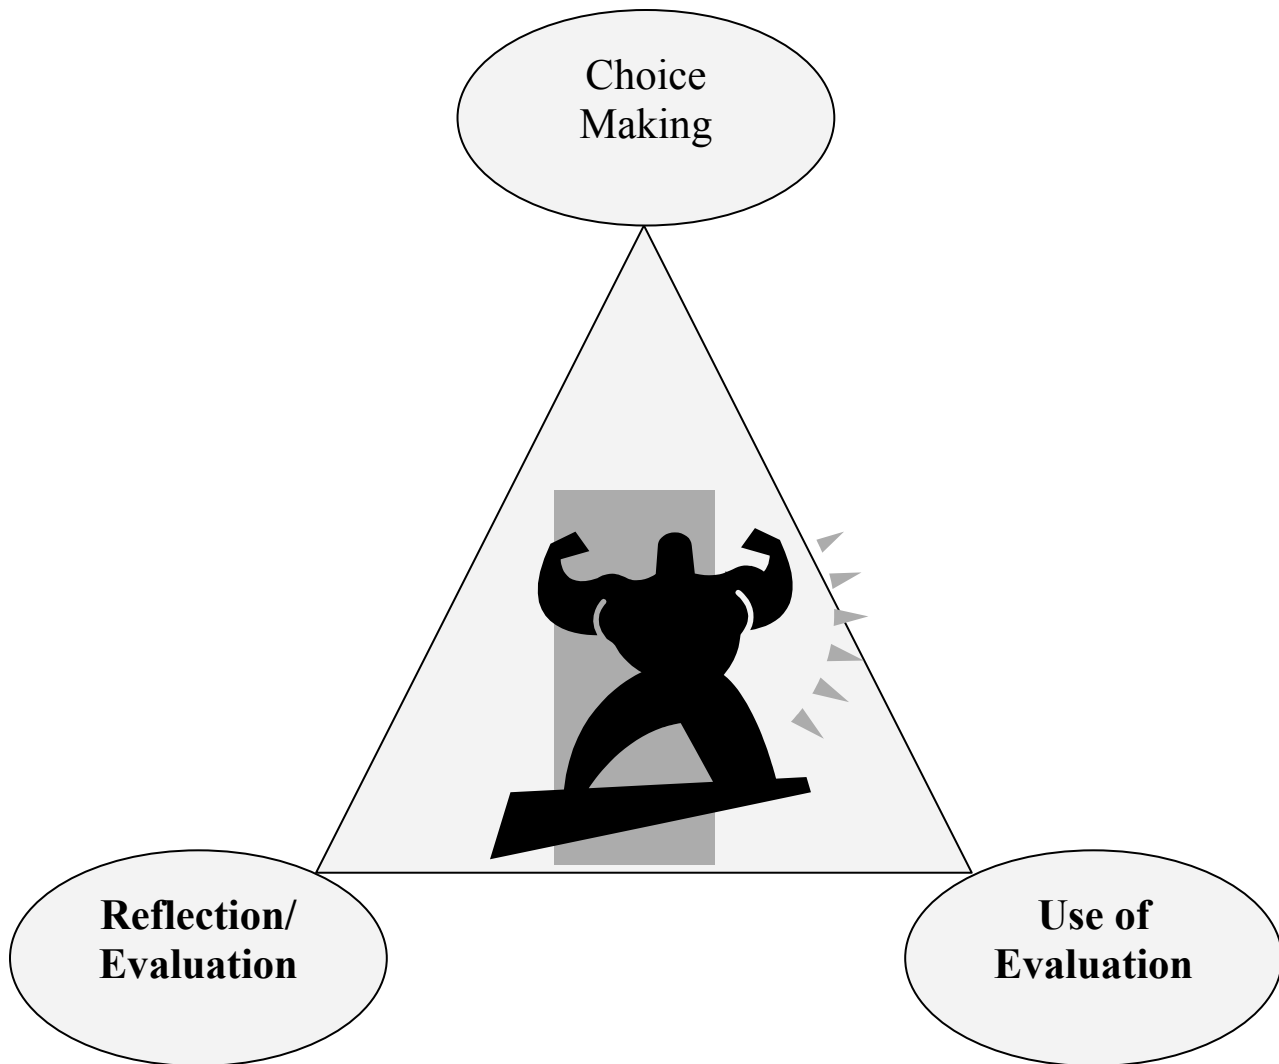 Choice
Making
Reflection/
Evaluation
Use of
Evaluation